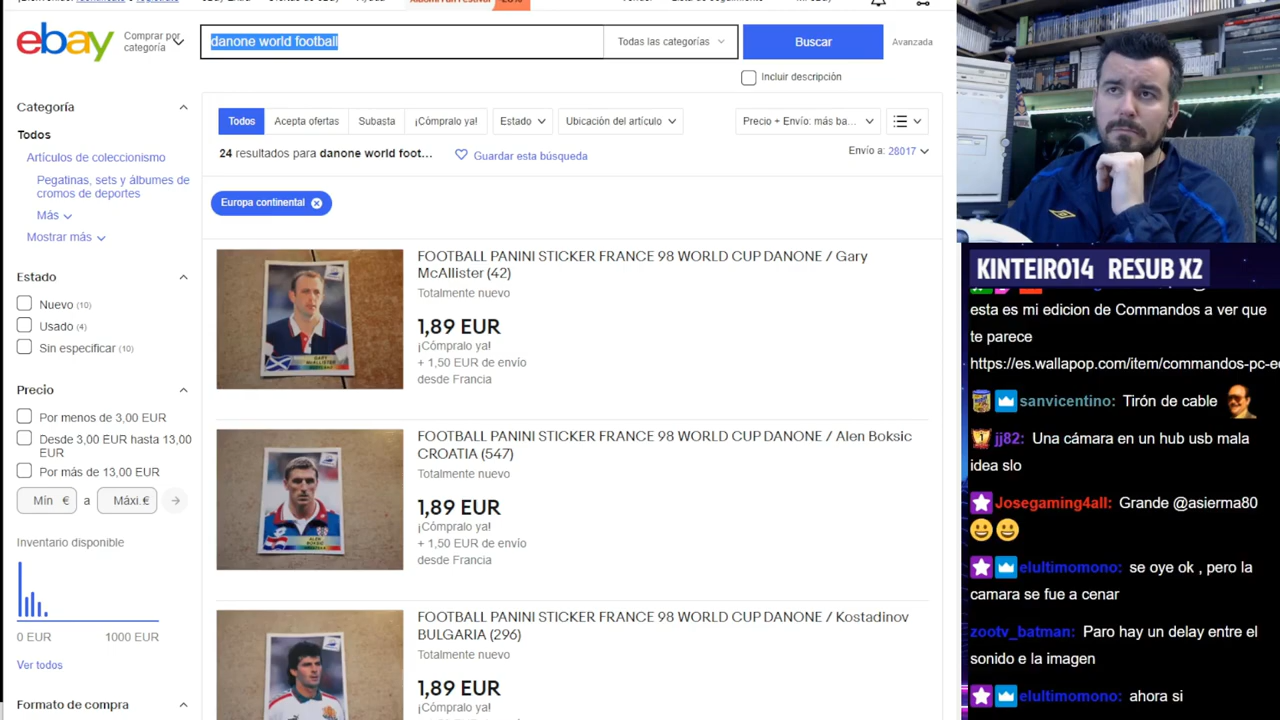 ebay
Comprar por
categoría
danone world football
Todas las categorías
Buscar
Avanzada
Incluir descripción
Categoría
Todos
Artículos de coleccionismo
Pegatinas, sets y álbumes de
cromos de deportes
Más
Mostrar más
Estado
Nuevo (10)
Usado (4)
Sin especificar (10)
Precio
Por menos de 3,00 EUR
Desde 3,00 EUR hasta 13,00
EUR
Por más de 13,00 EUR
Mín €
a
Máxi.€
Inventario disponible
0 EUR
1000 EUR
Ver todos
Formato de compra
Todos
Acepta ofertas
Subasta
¡Cómpralo ya!
Estado
Ubicación del artículo
Precio + Envío: más ba...
24 resultados para danone world foot...
Guardar esta búsqueda
Envío a: 28017
Europa continental
FOOTBALL PANINI STICKER FRANCE 98 WORLD CUP DANONE / Gary
McAllister (42)
Totalmente nuevo
1,89 EUR
¡Cómpralo ya!
+ 1,50 EUR de envío
desde Francia
FOOTBALL PANINI STICKER FRANCE 98 WORLD CUP DANONE / Alen Boksic
CROATIA (547)
Totalmente nuevo
1,89 EUR
¡Cómpralo ya!
+ 1,50 EUR de envío
desde Francia
FOOTBALL PANINI STICKER FRANCE 98 WORLD CUP DANONE / Kostadinov
BULGARIA (296)
Totalmente nuevo
1,89 EUR
KINTEIRO14 RESUB X2
esta es mi edicion de Commandos a ver que
te parece
https://es.wallapop.com/item/commandos-pc-e
sanvicentino: Tirón de cable
jj82: Una cámara en un hub usb mala
idea slo
Josegaming4all: Grande @asierma80
elultimomono: se oye ok , pero la
camara se fue a cenar
zootv_batman: Paro hay un delay entre el
sonido e la imagen
elultimomono: ahora si